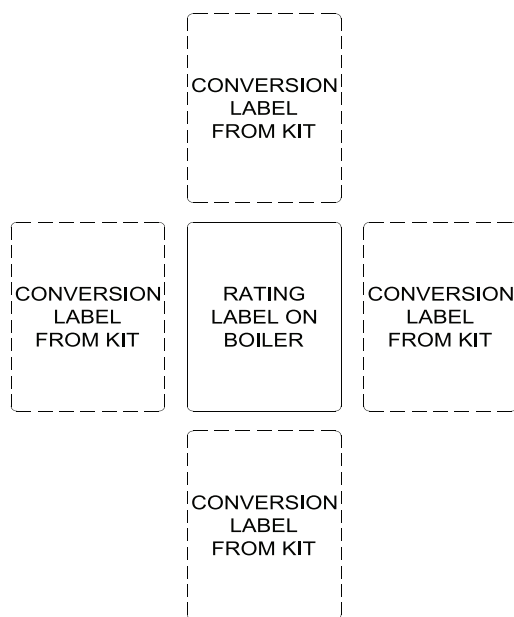 CONVERSION
LABEL
FROM KIT
CONVERSION
LABEL
FROM KIT
RATING
LABEL ON
BOILER
CONVERSION
LABEL
FROM KIT
CONVERSION
LABEL
FROM KIT